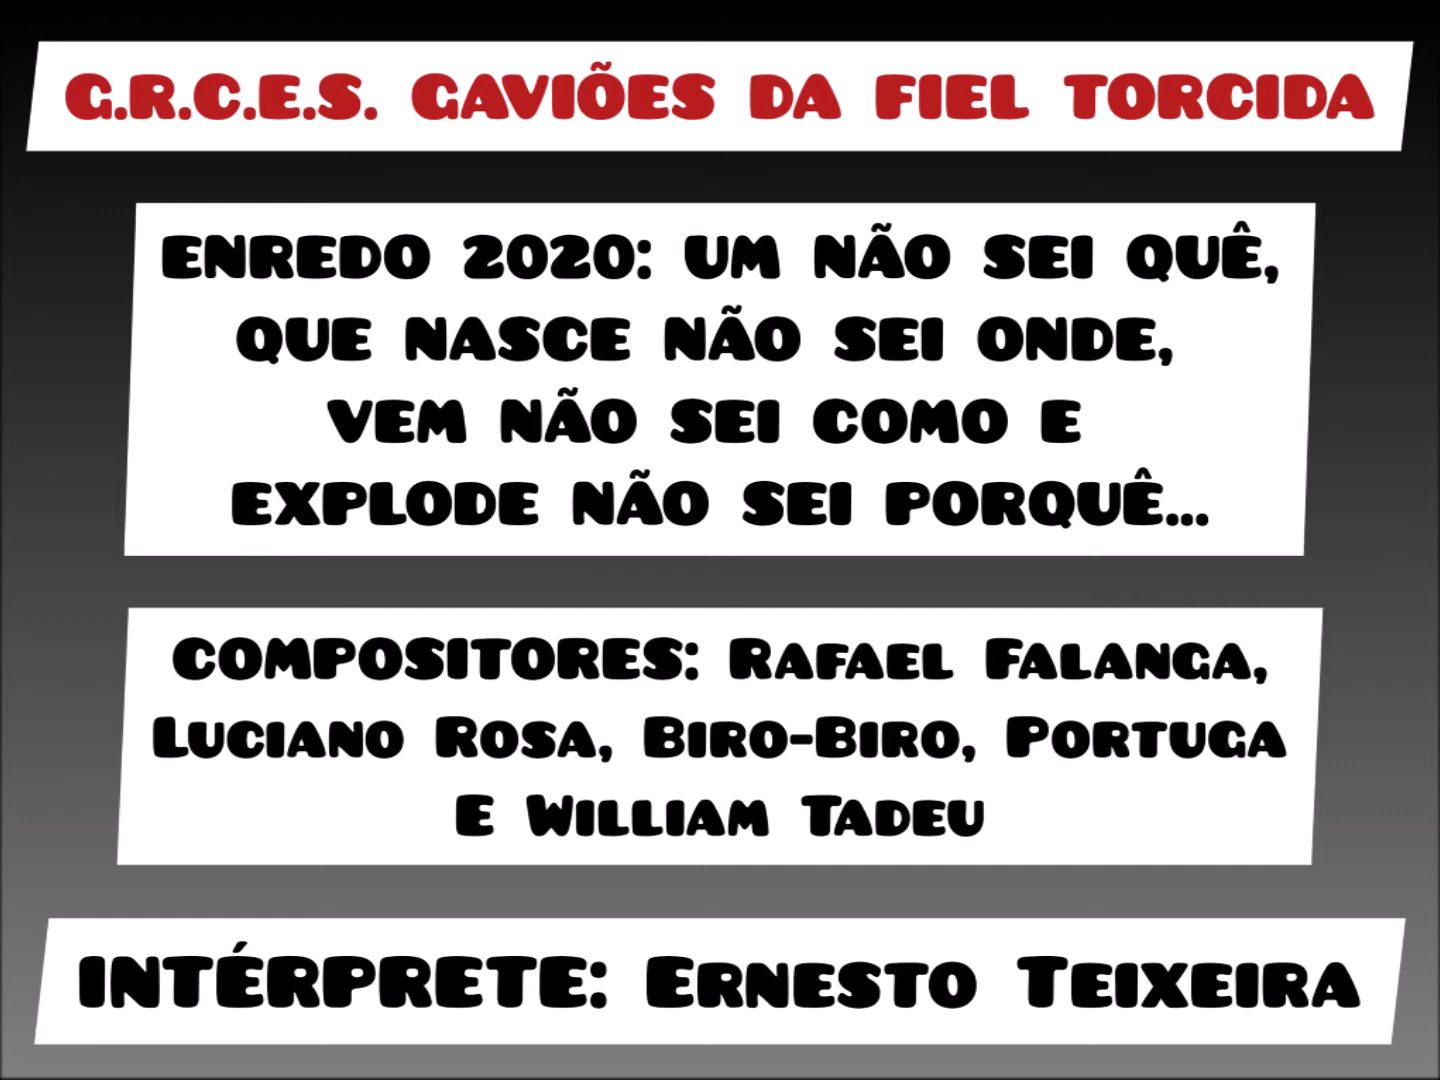 G.R.C.E.S. GAVIÕES DA FIEL TORCIDA
ENREDO 2020: UM NÃO SEI QUÊ,
QUE NASCE NÃO SEI ONDE,
VEM NÃO SEI COMO E
EXPLODE NÃO SEI PORQUÊ...
COMPOSITORES: RAFAEL FALANGA,
LUCIANO ROSA, BIRO-BIRO, PORTUGA
E WILLIAM TADEU
INTÉRPRETE: ERNESTO TEIXEIRA